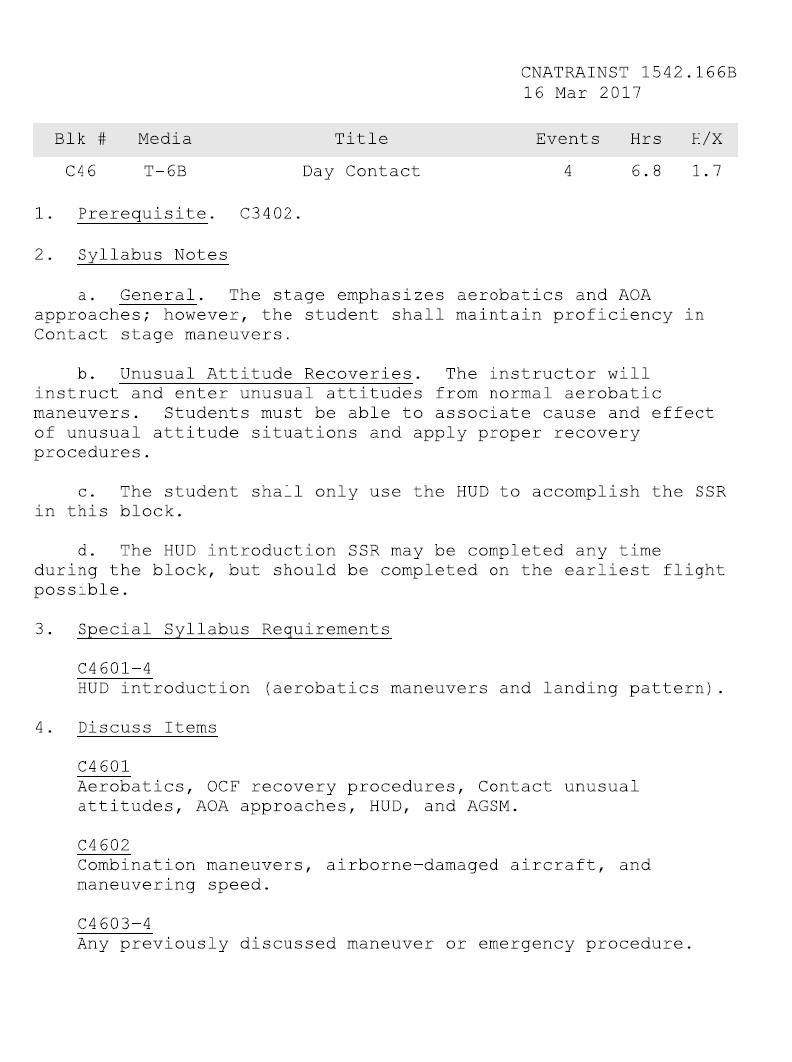 CNATRAINST 1542.166B
16 Mar 2017
Blk # Media Title Events Hrs H/X
C46 T-6B Day Contact 4 6.8 1.7
1. Prerequisite. C3402.
2. Syllabus Notes
a. General. The stage emphasizes aerobatics and AOA
approaches; however, the student shall maintain proficiency in
Contact stage maneuvers.
b. Unusual Attitude Recoveries. The instructor will
instruct and enter unusual attitudes from normal aerobatic
maneuvers. Students must be able to associate cause and effect
of unusual attitude situations and apply proper recovery
procedures.
c. The student shall only use the HUD to accomplish the SSR
in this block.
d. The HUD introduction SSR may be completed any time
during the block, but should be completed on the earliest flight
possible.
3. Special Syllabus Requirements
C4601-4
HUD introduction (aerobatics maneuvers and landing pattern).
4. Discuss Items
C4601
Aerobatics, OCF recovery procedures, Contact unusual
attitudes, AOA approaches, HUD, and AGSM.
C4602
Combination maneuvers, airborne-damaged aircraft, and
maneuvering speed.
C4603-4
Any previously discussed maneuver or emergency procedure.